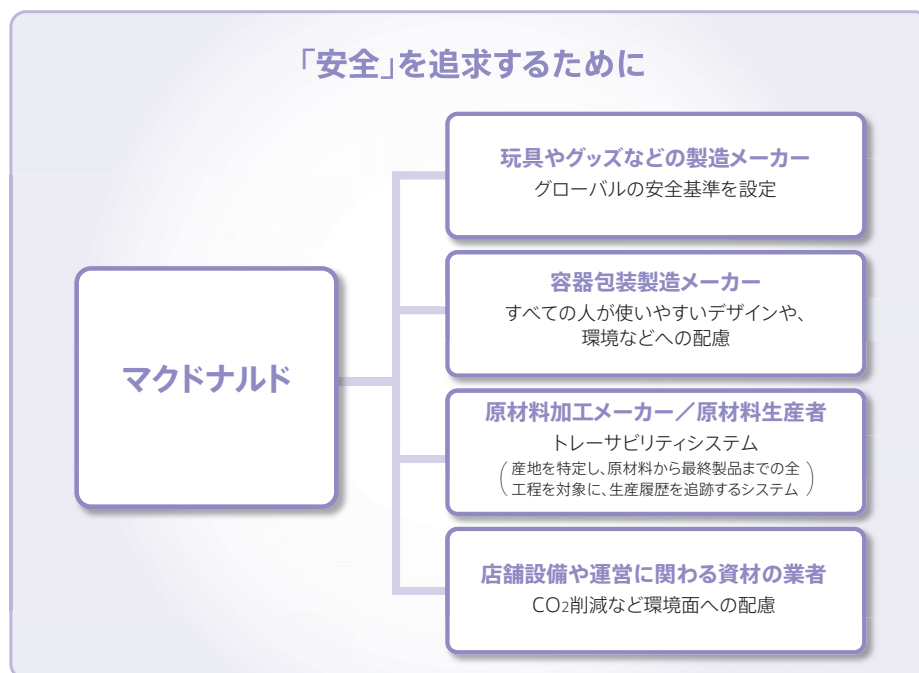 「安全」を追求するために
マクドナルド
玩具やグッズなどの製造メーカー
グローバルの安全基準を設定
容器包装製造メーカー
すべての人が使いやすいデザインや、
環境などへの配慮
原材料加工メーカー／原材料生産者
トレーサビリティシステム
(産地を特定し、原材料から最終製品までの全
工程を対象に、生産履歴を追跡するシステム)
店舗設備や運営に関わる資材の業者
CO2削減など環境面への配慮